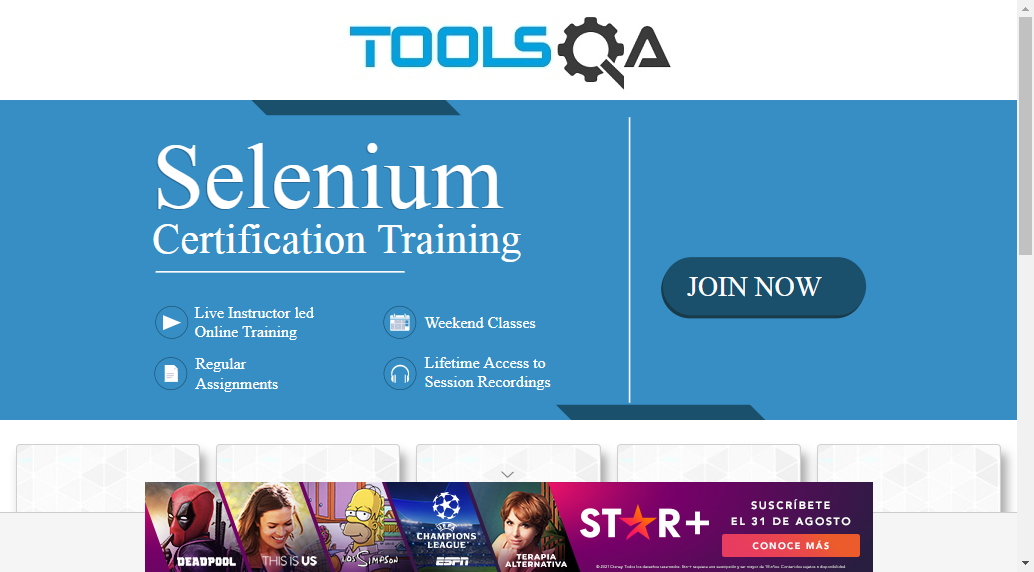 TOOLSQA
Selenium
Certification Training
Live Instructor led
Online Training
Weekend Classes
Regular
Assignments
Lifetime Access to
Session Recordings
JOIN NOW
DEADPOOL
THIS IS US
LOS SIMPSON
CHAMPIONS
LEAGUE
ESPN
TERAPIA
ALTERNATIVA
STAR+
SUSCRÍBETE
EL 31 DE AGOSTO
CONOCE MÁS